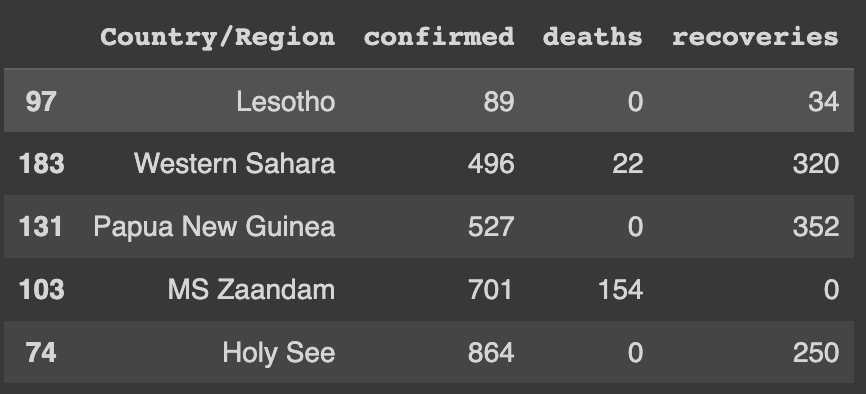 Country/Region confirmed deaths recoveries
97 Lesotho 89 0 34
183 Western Sahara 496 22 320
131 Papua New Guinea 527 0 352
103 MS Zaandam 701 154 0
74 Holy See 864 0 250